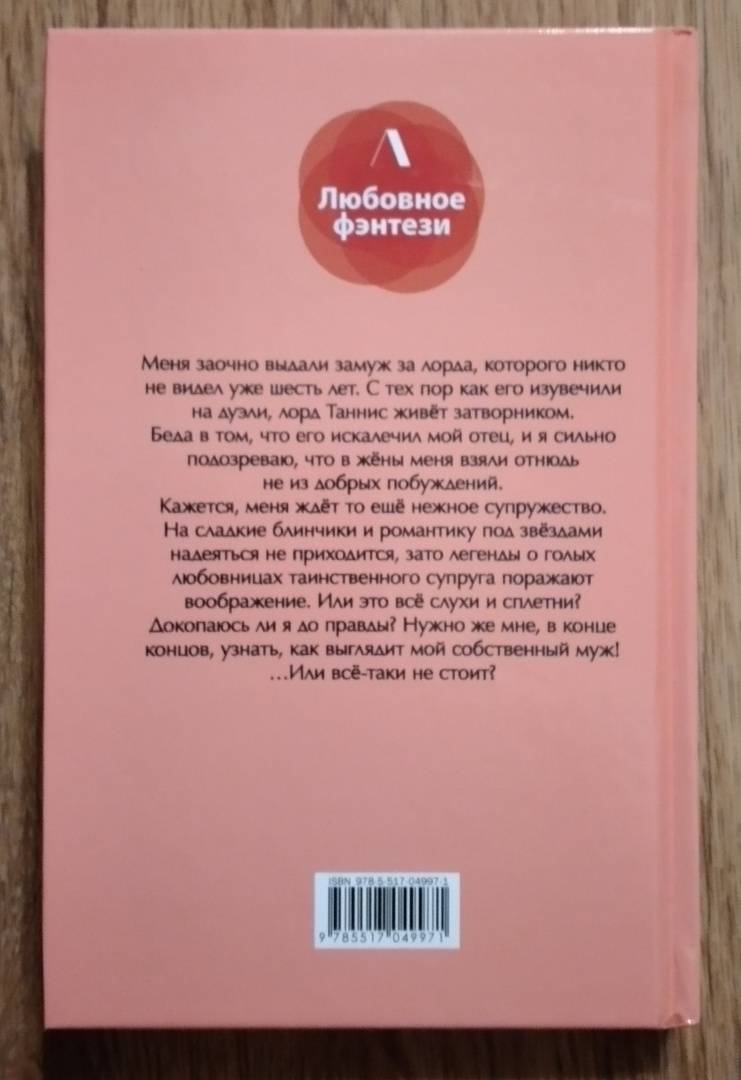 Л
Любовное
фэнтези
Меня заочно выдали замуж за лорда, которого никто
не видел уже шесть лет. С тех пор как его изувечили
на дуэли, лорд Таннис живёт затворником.
Беда в том, что его искалечил мой отец, и я сильно
подозреваю, что в жёны меня взяли отнюдь
не из добрых побуждений.
Кажется, меня ждёт то ещё нежное супружество.
На сладкие блинчики и романтику под звёздами
надеяться не приходится, зато легенды о голых
любовницах таинственного супруга поражают
воображение. Или это всё слухи и сплетни?
Докопаюсь ли я до правды? Нужно же мне, в конце
концов, узнать, как выглядит мой собственный муж!
...Или всё-таки не стоит?
ISBN 978-5-517-04997-1
9 785517 049971